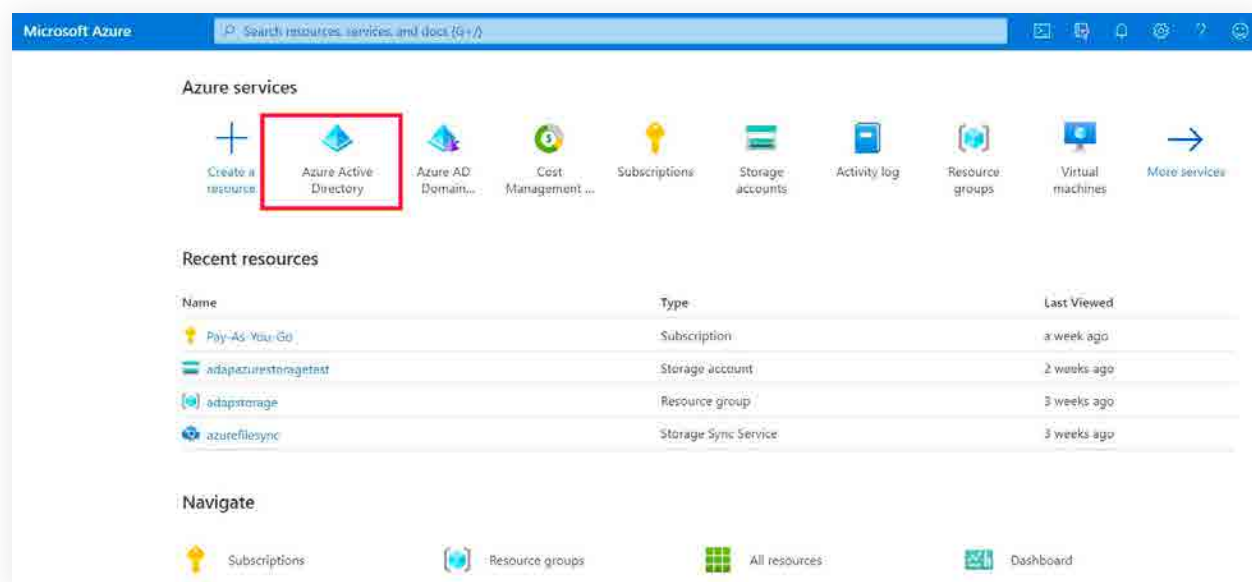 Microsoft Azure
Search resources, services, and docs (G+/)
Azure services
Create a resource
Azure Active Directory
Azure AD Domain...
Cost Management ...
Subscriptions
Storage accounts
Activity log
Resource groups
Virtual machines
More services
Recent resources
Name Type Last Viewed
Pay-As-You-Go Subscription a week ago
adapazurestoragetest Storage account 2 weeks ago
adapstorage Resource group 3 weeks ago
azurefilesync Storage Sync Service 3 weeks ago
Navigate
Subscriptions Resource groups All resources Dashboard